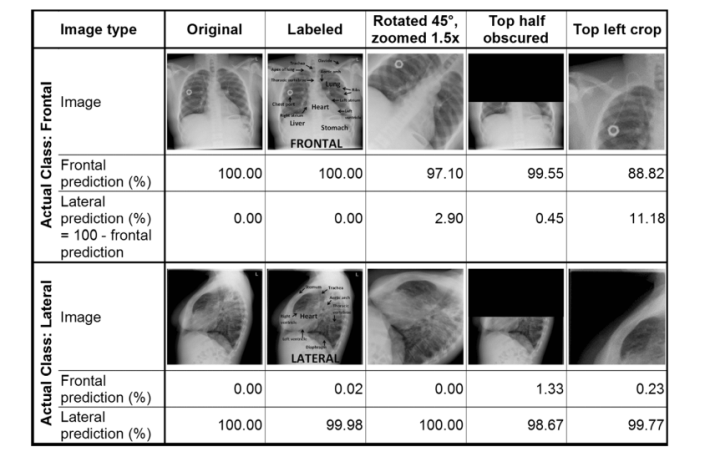 Image type
Original
Labeled
Rotated 45°,
zoomed 1.5x
Top half
obscured
Top left crop
Actual Class: Frontal
Image
Lung
Heart
Liver
Stomach
FRONTAL
Frontal
prediction (%)
100.00
100.00
97.10
99.55
88.82
Lateral
prediction (%)
= 100 - frontal
prediction
0.00
0.00
2.90
0.45
11.18
Actual Class: Lateral
Image
L
L
Trachea
Heart
LATERAL
Frontal
prediction (%)
0.00
0.02
0.00
1.33
0.23
Lateral
prediction (%)
100.00
99.98
100.00
98.67
99.77